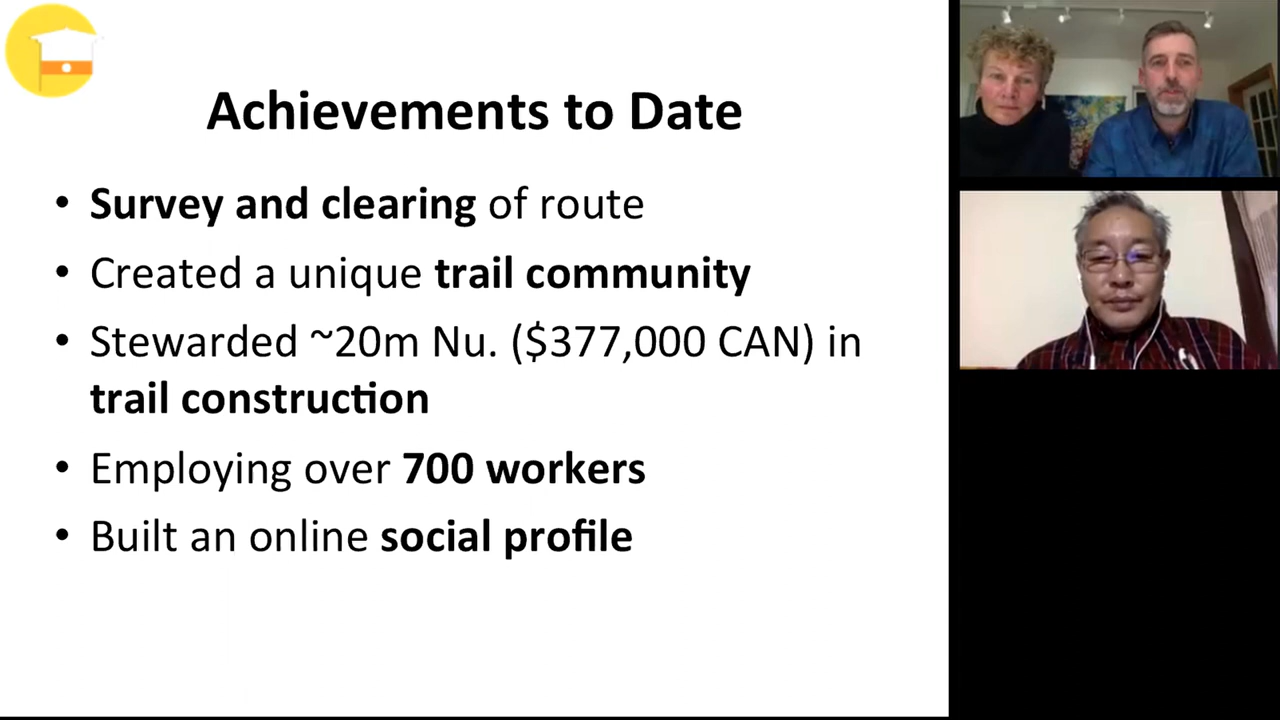 Achievements to Date
• Survey and clearing of route
• Created a unique trail community
• Stewarded ~20m Nu. ($377,000 CAN) in
trail construction
• Employing over 700 workers
• Built an online social profile